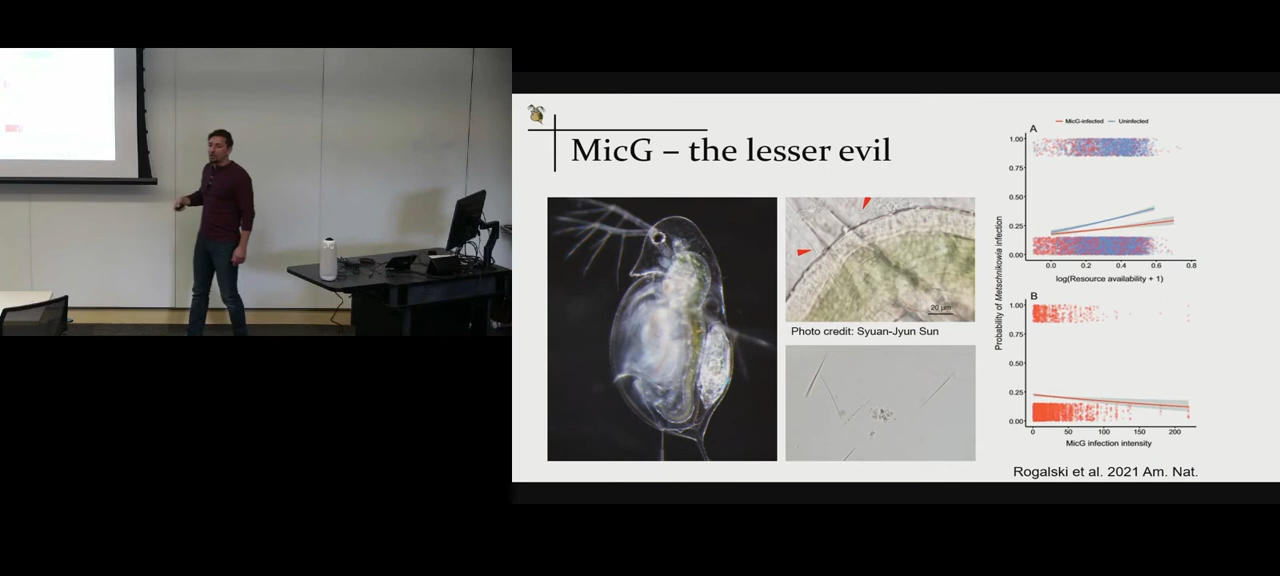 MicG – the lesser evil
20 µm
Photo credit: Syuan-Jyun Sun
MicG-infected Uninfected
A
1.00
0.75
0.50
0.25
0.00
0.0 0.2 0.4 0.6 0.8
log(Resource availability + 1)
Probability of Metschnikowia infection
B
1.00
0.75
0.50
0.25
0.00
0 50 100 150 200
MicG infection intensity
Rogalski et al. 2021 Am. Nat.